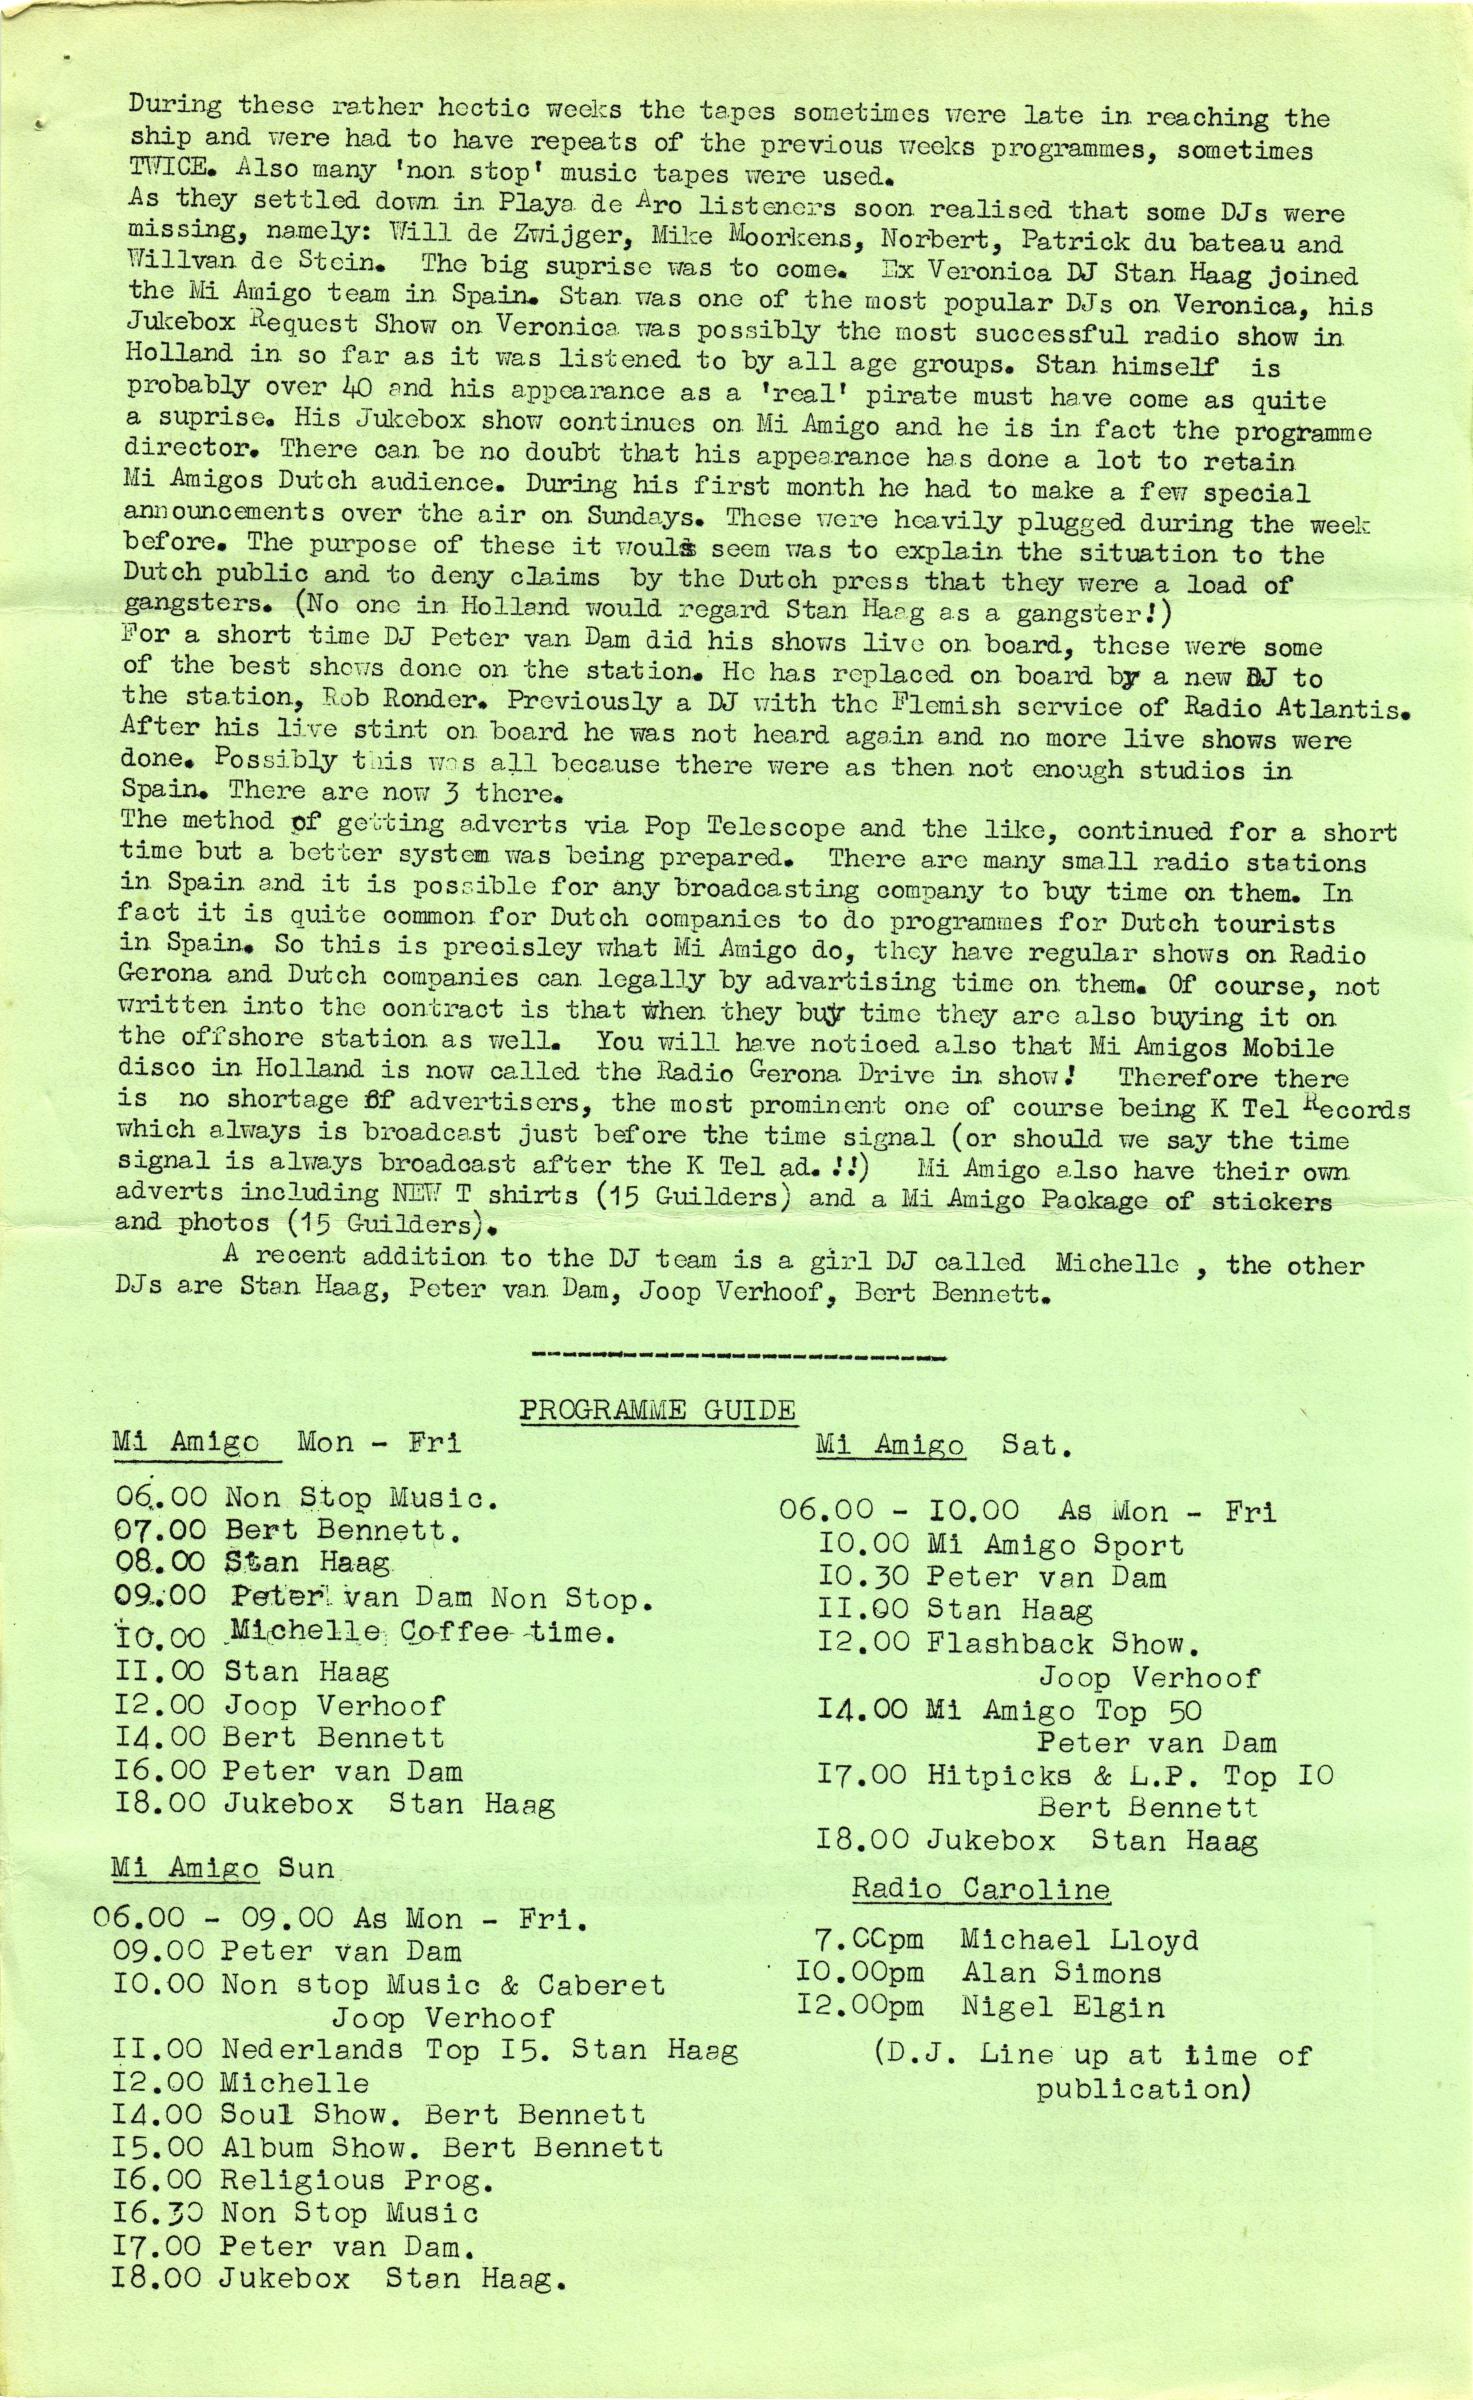 During these rather hectic weeks the tapes sometimes were late in reaching the
ship and were had to have repeats of the previous weeks programmes, sometimes
TWICE. Also many 'non stop' music tapes were used.
As they settled down in Playa de Aro listeners soon realised that some DJs were
missing, namely: Will de Zwijger, Mike Moorkens, Norbert, Patrick du bateau and
Willvan de Stein. The big suprise was to come. Ex Veronica DJ Stan Haag joined
the Mi Amigo team in Spain. Stan was one of the most popular DJs on Veronica, his
Jukebox Request Show on Veronica was possibly the most successful radio show in
Holland in so far as it was listened to by all age groups. Stan himself is
probably over 40 and his appearance as a 'real' pirate must have come as quite
a suprise. His Jukebox show continues on Mi Amigo and he is in fact the programme
director. There can be no doubt that his appearance has done a lot to retain
Mi Amigos Dutch audience. During his first month he had to make a few special
announcements over the air on Sundays. These were heavily plugged during the week
before. The purpose of these it would seem was to explain the situation to the
Dutch public and to deny claims by the Dutch press that they were a load of
gangsters. (No one in Holland would regard Stan Haag as a gangster!)
For a short time DJ Peter van Dam did his shows live on board, these were some
of the best shows done on the station. He has replaced on board by a new DJ to
the station, Rob Ronder. Previously a DJ with the Flemish service of Radio Atlantis.
After his live stint on board he was not heard again and no more live shows were
done. Possibly this was all because there were as then not enough studios in
Spain. There are now 3 there.
The method of getting adverts via Pop Telescope and the like, continued for a short
time but a better system was being prepared. There are many small radio stations
in Spain and it is possible for any broadcasting company to buy time on them. In
fact it is quite common for Dutch companies to do programmes for Dutch tourists
in Spain. So this is precisley what Mi Amigo do, they have regular shows on Radio
Gerona and Dutch companies can legally by advartising time on them. Of course, not
written into the contract is that when they buy time they are also buying it on
the offshore station as well. You will have noticed also that Mi Amigos Mobile
disco in Holland is now called the Radio Gerona Drive in show! Therefore there
is no shortage of advertisers, the most prominent one of course being K Tel Records
which always is broadcast just before the time signal (or should we say the time
signal is always broadcast after the K Tel ad. !!) Mi Amigo also have their own
adverts including NEW T shirts (15 Guilders) and a Mi Amigo Package of stickers
and photos (15 Guilders).
A recent addition to the DJ team is a girl DJ called Michelle , the other
DJs are Stan Haag, Peter van Dam, Joop Verhoof, Bert Bennett.
---------------------------
PROGRAMME GUIDE
Mi Amigo Mon - Fri
06.00 Non Stop Music.
07.00 Bert Bennett.
08.00 Stan Haag
09.00 Peter van Dam Non Stop.
10.00 Michelle Coffee time.
11.00 Stan Haag
12.00 Joop Verhoof
14.00 Bert Bennett
16.00 Peter van Dam
18.00 Jukebox Stan Haag
Mi Amigo Sun
06.00 - 09.00 As Mon - Fri.
09.00 Peter van Dam
10.00 Non stop Music & Caberet
Joop Verhoof
11.00 Nederlands Top 15. Stan Haag
12.00 Michelle
14.00 Soul Show. Bert Bennett
15.00 Album Show. Bert Bennett
16.00 Religious Prog.
16.30 Non Stop Music
17.00 Peter van Dam.
18.00 Jukebox Stan Haag.
Mi Amigo Sat.
06.00 - 10.00 As Mon - Fri
10.00 Mi Amigo Sport
10.30 Peter van Dam
11.00 Stan Haag
12.00 Flashback Show.
Joop Verhoof
14.00 Mi Amigo Top 50
Peter van Dam
17.00 Hitpicks & L.P. Top 10
Bert Bennett
18.00 Jukebox Stan Haag
Radio Caroline
7.00pm Michael Lloyd
10.00pm Alan Simons
12.00pm Nigel Elgin
(D.J. Line up at time of
publication)